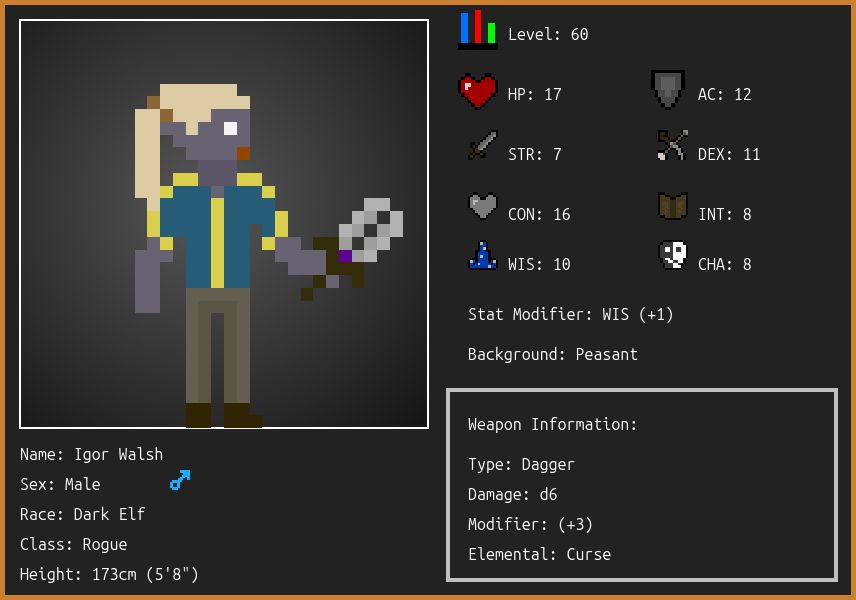 Level: 60
HP: 17
AC: 12
STR: 7
DEX: 11
CON: 16
INT: 8
WIS: 10
CHA: 8
Stat Modifier: WIS (+1)
Background: Peasant
Weapon Information:
Type: Dagger
Damage: d6
Modifier: (+3)
Elemental: Curse
Name: Igor Walsh
Sex: Male
Race: Dark Elf
Class: Rogue
Height: 173cm (5'8")